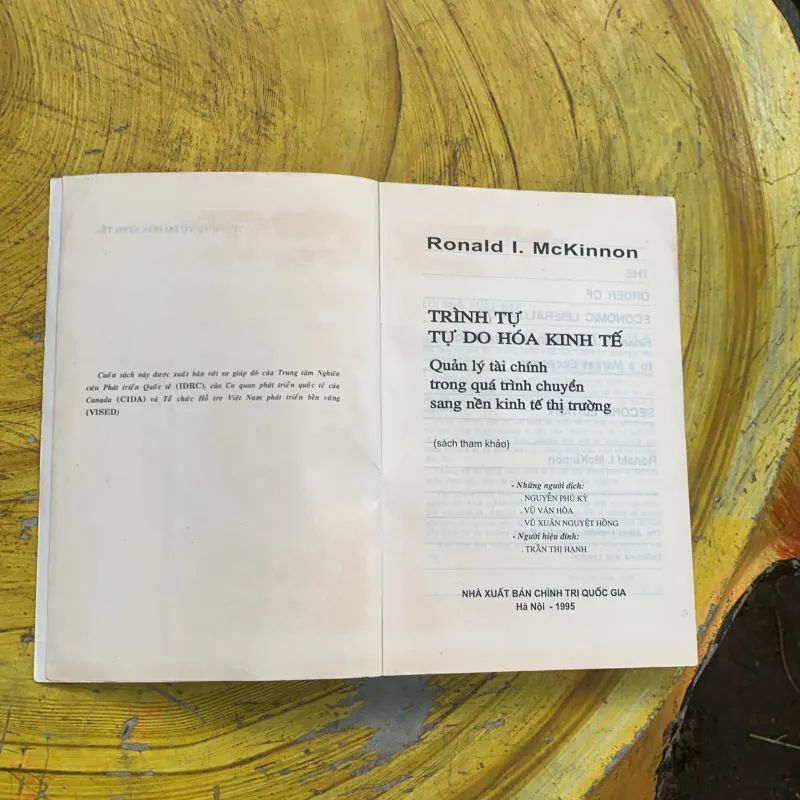 Cuốn sách này được xuất bản với sự giúp đỡ của Trung tâm Nghiên
cứu Phát triển Quốc tế (IDRC), của Cơ quan phát triển quốc tế của
Canada (CIDA) và Tổ chức Hỗ trợ Việt Nam phát triển bền vững
(VISED)
Ronald I. McKinnon
TRÌNH TỰ
TỰ DO HÓA KINH TẾ
Quản lý tài chính
trong quá trình chuyển
sang nền kinh tế thị trường
(sách tham khảo)
- Những người dịch:
. NGUYỄN PHÚ KỲ
. VŨ VĂN HÒA
. VŨ XUÂN NGUYỆT HỒNG
- Người hiệu đính:
. TRẦN THỊ HẠNH
NHÀ XUẤT BẢN CHÍNH TRỊ QUỐC GIA
Hà Nội - 1995